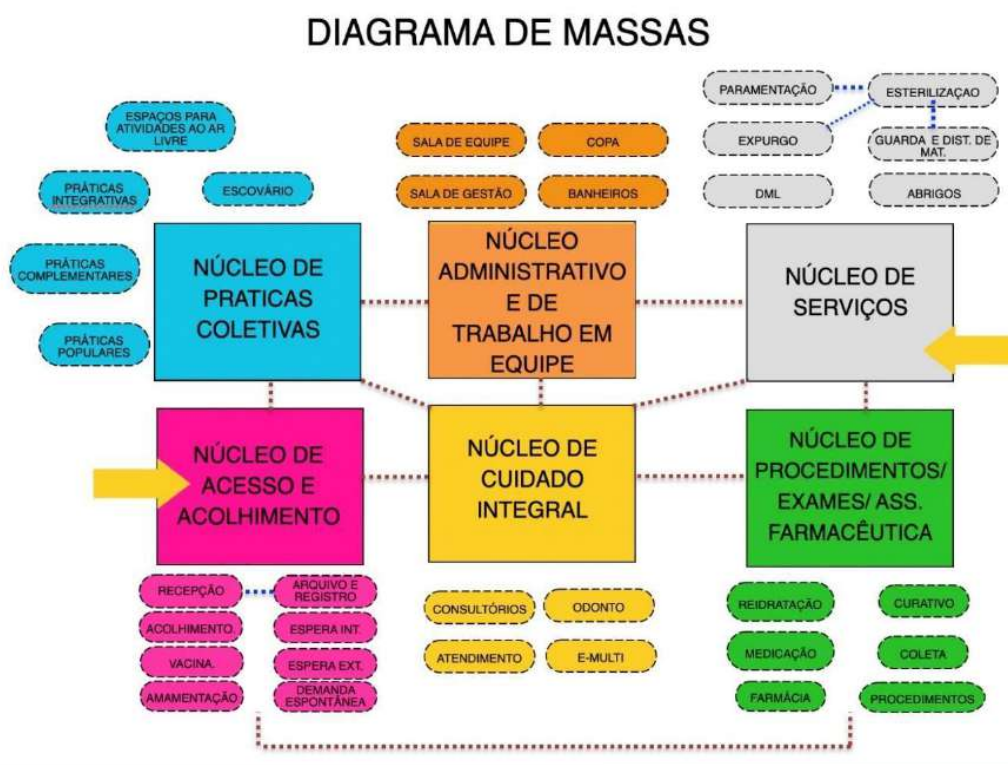 DIAGRAMA DE MASSAS
ESPAÇOS PARA
ATIVIDADES AO AR
LIVRE
PRÁTICAS
INTEGRATIVAS
ESCOVÁRIO
PRÁTICAS
COMPLEMENTARES
PRÁTICAS
POPULARES
NÚCLEO DE
PRATICAS
COLETIVAS
SALA DE EQUIPE
COPA
SALA DE GESTÃO
BANHEIROS
NÚCLEO
ADMINISTRATIVO
E DE
TRABALHO EM
EQUIPE
PARAMENTAÇÃO
ESTERILIZAÇAO
EXPURGO
GUARDA E DIST. DE
MAT.
DML
ABRIGOS
NÚCLEO DE
SERVIÇOS
NÚCLEO DE
ACESSO E
ACOLHIMENTO
RECEPÇÃO
ARQUIVO E
REGISTRO
ACOLHIMENTO.
ESPERA INT.
VACINA.
ESPERA EXT.
AMAMENTAÇÃO
DEMANDA
ESPONTÂNEA
NÚCLEO DE
CUIDADO
INTEGRAL
CONSULTÓRIOS
ODONTO
ATENDIMENTO
E-MULTI
NÚCLEO DE
PROCEDIMENTOS/
EXAMES/ ASS.
FARMACÊUTICA
REIDRATAÇÃO
CURATIVO
MEDICAÇÃO
COLETA
FARMÁCIA
PROCEDIMENTOS